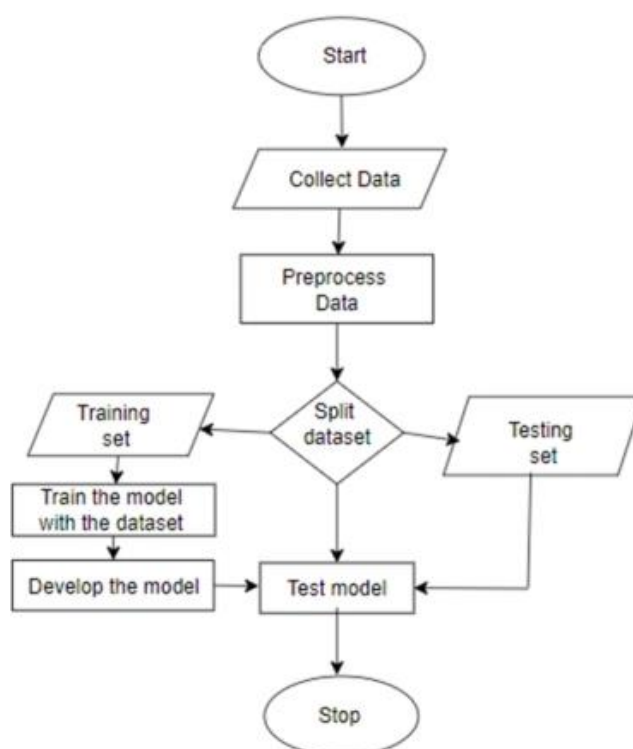 Start
Collect Data
Preprocess
Data
Split
dataset
Training
set
Testing
set
Train the model
with the dataset
Develop the model
Test model
Stop